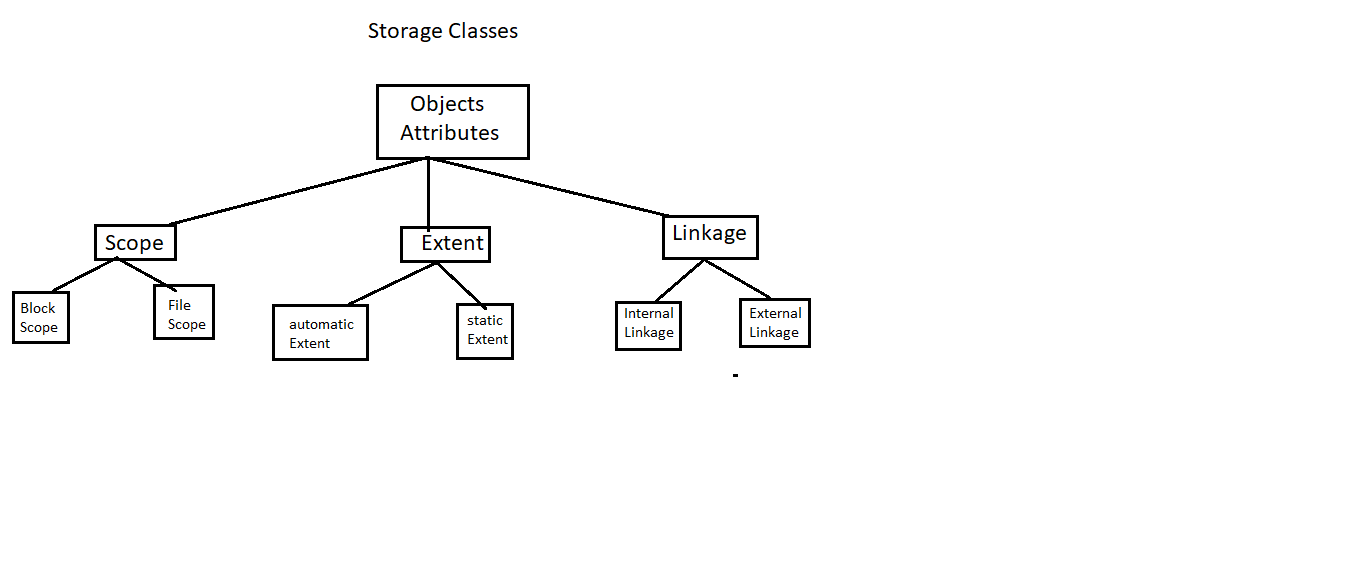 Storage Classes
Objects
Attributes
Scope
Extent
Linkage
Block
Scope
File
Scope
automatic
Extent
static
Extent
Internal
Linkage
External
Linkage